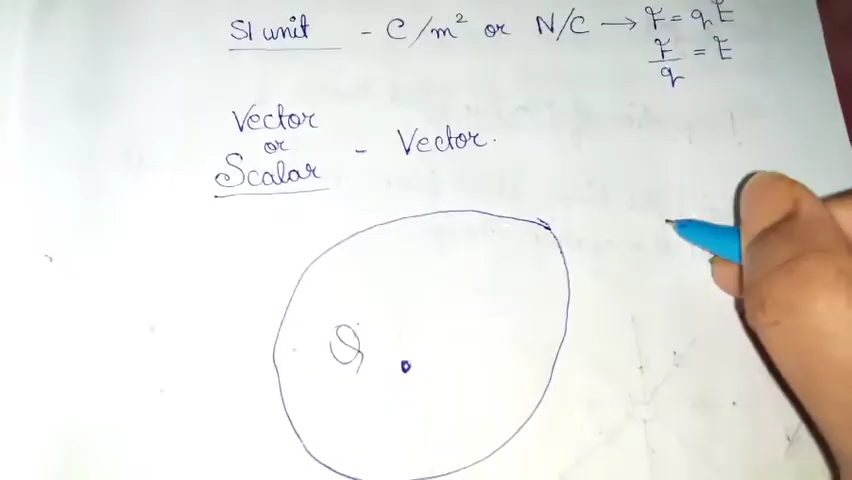 SI unit - C/m² or N/C → F = qE
F/q = E
Vector
or - Vector.
Scalar
Q